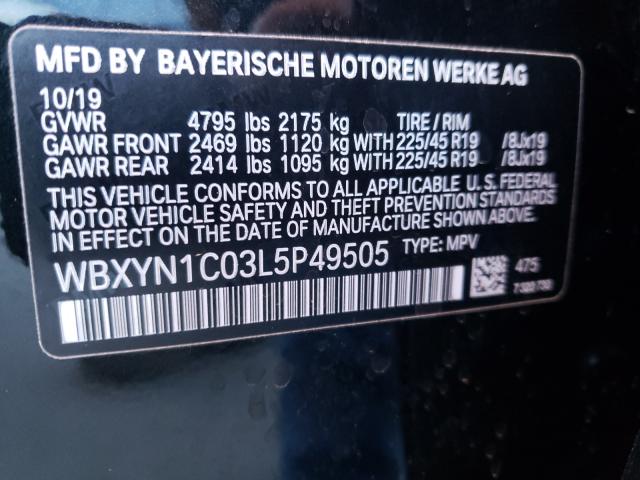 MFD BY BAYERISCHE MOTOREN WERKE AG
10/19
GVWR 4795 lbs 2175 kg TIRE / RIM
GAWR FRONT 2469 lbs 1120 kg WITH 225/45 R19 /8Jx19
GAWR REAR 2414 lbs 1095 kg WITH 225/45 R19 /8Jx19
THIS VEHICLE CONFORMS TO ALL APPLICABLE U. S. FEDERAL
MOTOR VEHICLE SAFETY AND THEFT PREVENTION STANDARDS
IN EFFECT ON THE DATE OF MANUFACTURE SHOWN ABOVE.
WBXYN1C03L5P49505 TYPE: MPV
475